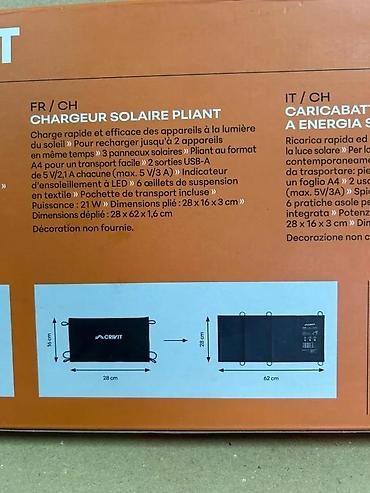 T
FR / CH
CHARGEUR SOLAIRE PLIANT
Charge rapide et efficace des appareils à la lumière
du soleil » Pour recharger jusqu'à 2 appareils
en même temps » 3 panneaux solaires » Pliant au format
A4 pour un transport facile » 2 sorties USB-A
de 5 V/2,1 A chacune (max. 5 V/3 A) » Indicateur
d'ensoleillement à LED » 6 œillets de suspension
en textile » Pochette de transport incluse »
Puissance : 21 W » Dimensions plié : 28 x 16 x 3 cm »
Dimensions déplié : 28 x 62 x 1,6 cm
Décoration non fournie.
IT / CH
CARICABATT
A ENERGIA S
Ricarica rapida ed
la luce solare » Per la
contemporaneame
da trasportare: pie
un foglio A4 » 2 usc
(max. 5V/3A) » Spi
6 pratiche asole pe
integrata » Potenz
28 x 16 x 3 cm » Din
Decorazione non c
»
CRIVIT
16 cm
28 cm
28 cm
62 cm